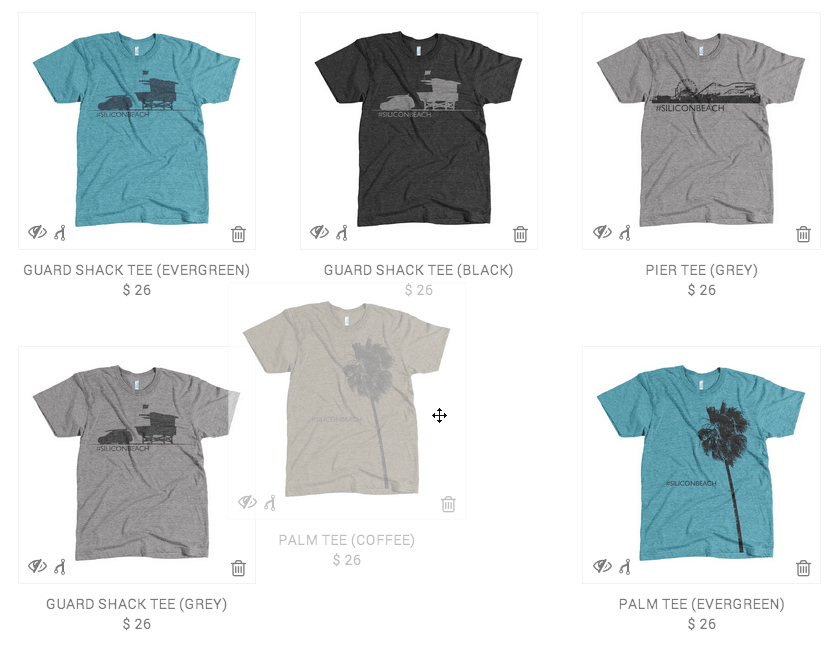 #SILICONBEACH
#SILICONBEACH
#SILICONBEACH
GUARD SHACK TEE (EVERGREEN)
$ 26
GUARD SHACK TEE (BLACK)
$ 26
PIER TEE (GREY)
$ 26
#SILICONBEACH
#SILICONBEACH
#SILICONBEACH
GUARD SHACK TEE (GREY)
$ 26
PALM TEE (COFFEE)
$ 26
PALM TEE (EVERGREEN)
$ 26